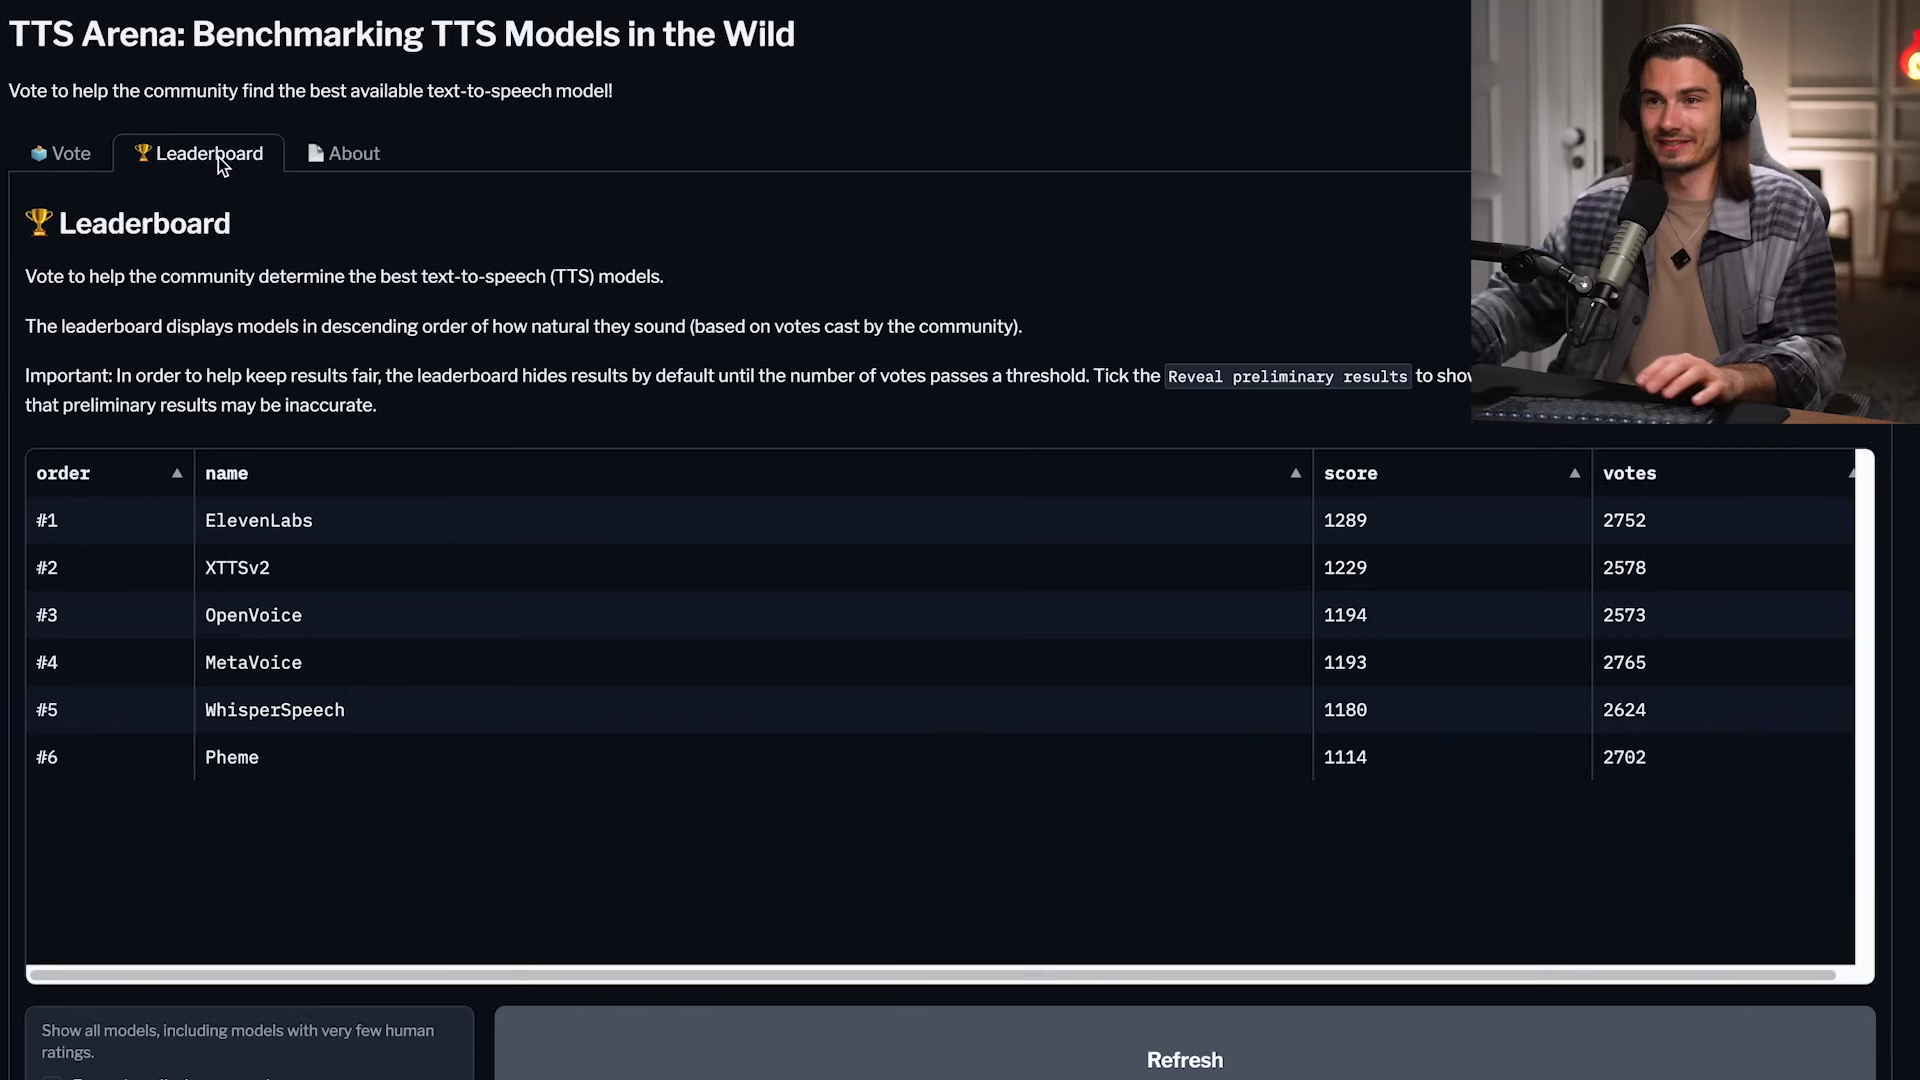 TTS Arena: Benchmarking TTS Models in the Wild
Vote to help the community find the best available text-to-speech model!
Vote
Leaderboard
About
Leaderboard
Vote to help the community determine the best text-to-speech (TTS) models.
The leaderboard displays models in descending order of how natural they sound (based on votes cast by the community).
Important: In order to help keep results fair, the leaderboard hides results by default until the number of votes passes a threshold. Tick the Reveal preliminary results to
that preliminary results may be inaccurate.
order name score votes
#1 ElevenLabs 1289 2752
#2 XTTSv2 1229 2578
#3 OpenVoice 1194 2573
#4 MetaVoice 1193 2765
#5 WhisperSpeech 1180 2624
#6 Pheme 1114 2702
Show all models, including models with very few human
ratings.
Refresh